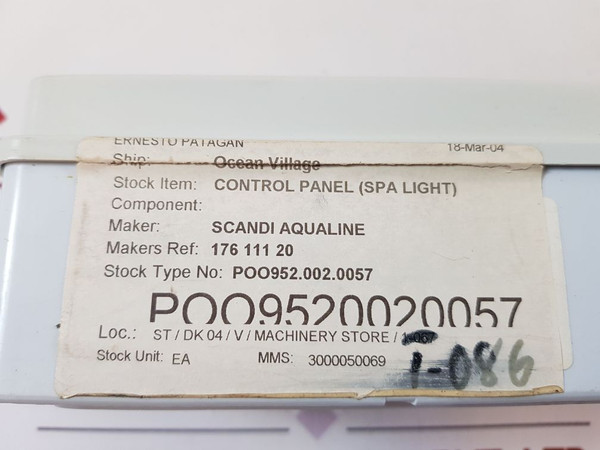 ERNESTO PATAGAN 18-Mar-04
Ship: Ocean Village
Stock Item: CONTROL PANEL (SPA LIGHT)
Component:
Maker: SCANDI AQUALINE
Makers Ref: 176 111 20
Stock Type No: POO952.002.0057
POO9520020057
Loc.: ST / DK 04 / V / MACHINERY STORE / 1-067
Stock Unit: EA MMS: 3000050069 T-086